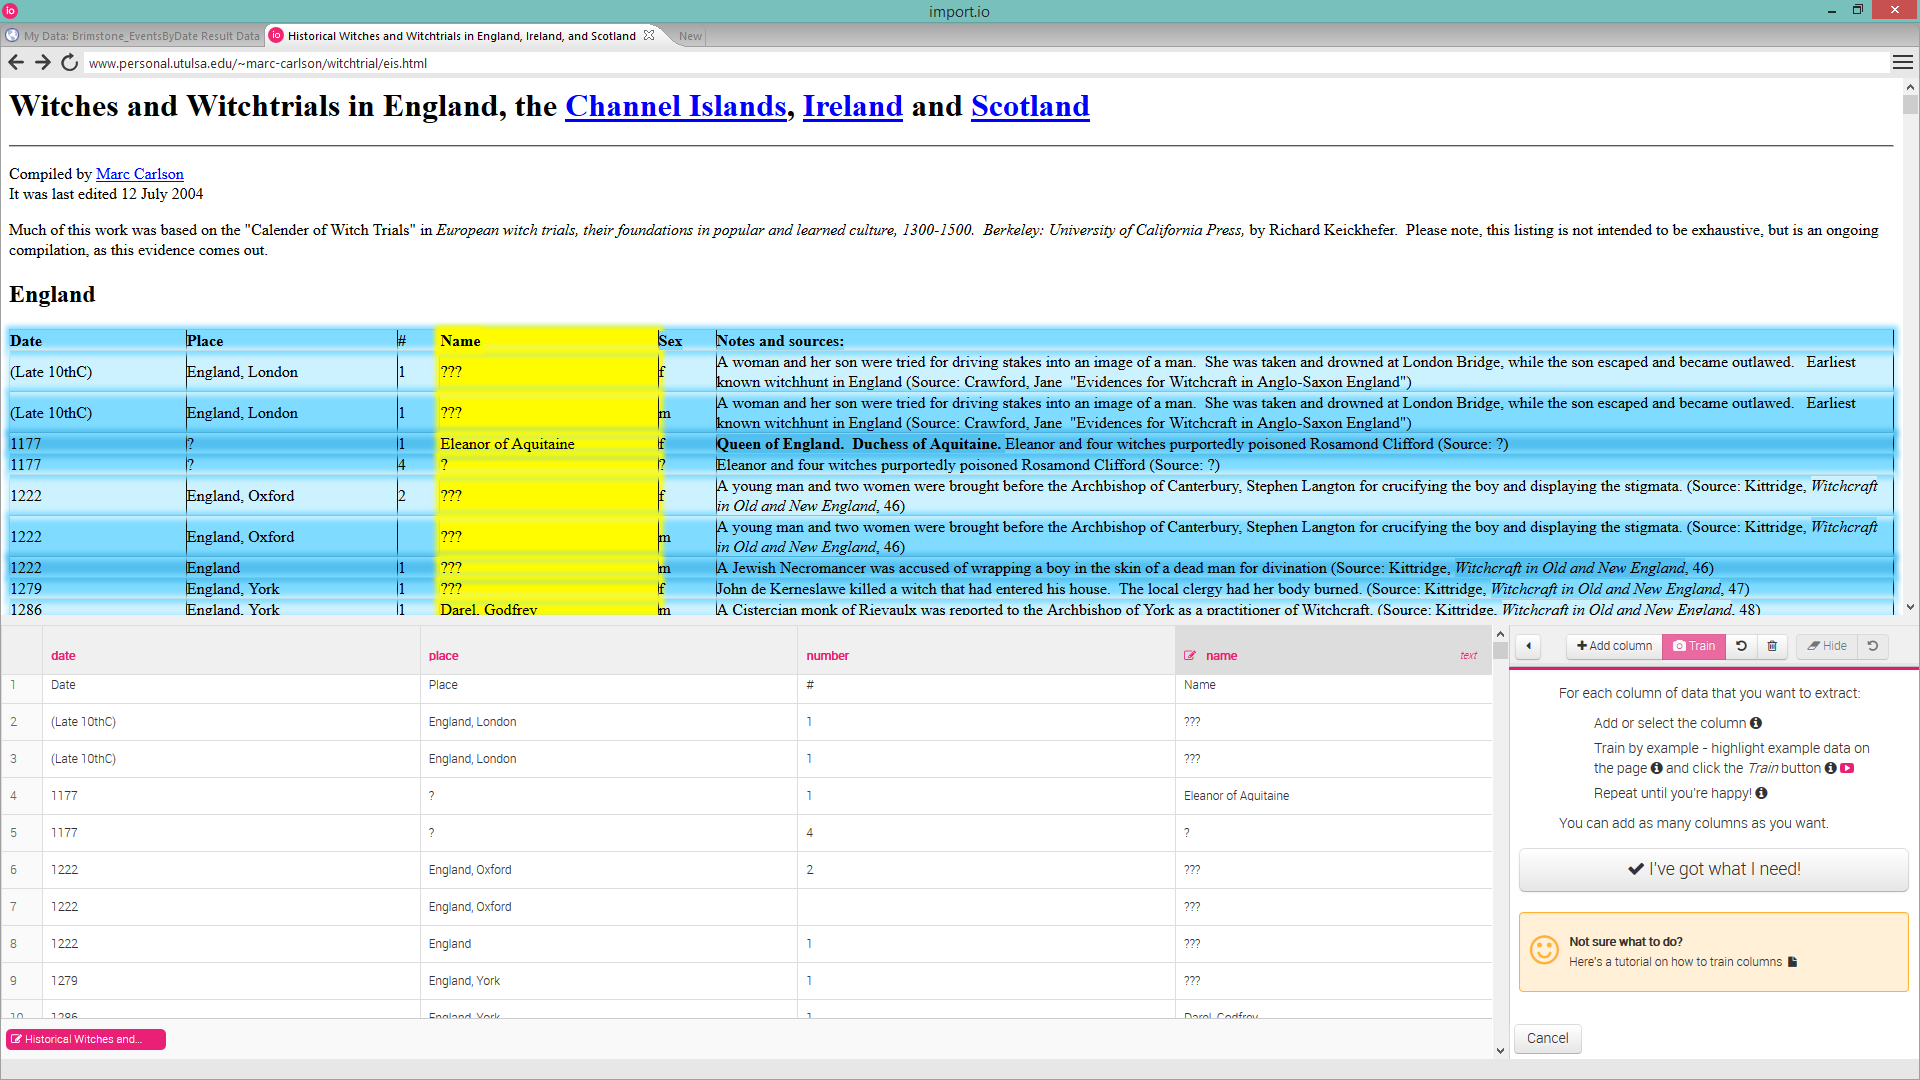 io
import.io
My Data: Brimstone_EventsByDate Result Data
io Historical Witches and Witchtrials in England, Ireland, and Scotland
New
www.personal.utulsa.edu/~marc-carlson/witchtrial/eis.html
Witches and Witchtrials in England, the Channel Islands, Ireland and Scotland
Compiled by Marc Carlson
It was last edited 12 July 2004
Much of this work was based on the "Calender of Witch Trials" in European witch trials, their foundations in popular and learned culture, 1300-1500.  Berkeley: University of California Press, by Richard Keickhefer.  Please note, this listing is not intended to be exhaustive, but is an ongoing
compilation, as this evidence comes out.
England
Date Place # Name Sex Notes and sources:
(Late 10thC) England, London 1 ??? f A woman and her son were tried for driving stakes into an image of a man.  She was taken and drowned at London Bridge, while the son escaped and became outlawed.   Earliest
known witchhunt in England (Source: Crawford, Jane  "Evidences for Witchcraft in Anglo-Saxon England")
(Late 10thC) England, London 1 ??? m A woman and her son were tried for driving stakes into an image of a man.  She was taken and drowned at London Bridge, while the son escaped and became outlawed.   Earliest
known witchhunt in England (Source: Crawford, Jane  "Evidences for Witchcraft in Anglo-Saxon England")
1177 ? 1 Eleanor of Aquitaine f Queen of England.  Duchess of Aquitaine. Eleanor and four witches purportedly poisoned Rosamond Clifford (Source: ?)
1177 ? 4 ? ? Eleanor and four witches purportedly poisoned Rosamond Clifford (Source: ?)
1222 England, Oxford 2 ??? f A young man and two women were brought before the Archbishop of Canterbury, Stephen Langton for crucifying the boy and displaying the stigmata. (Source: Kittridge, Witchcraft
in Old and New England, 46)
1222 England, Oxford ??? m A young man and two women were brought before the Archbishop of Canterbury, Stephen Langton for crucifying the boy and displaying the stigmata. (Source: Kittridge, Witchcraft
in Old and New England, 46)
1222 England 1 ??? m A Jewish Necromancer was accused of wrapping a boy in the skin of a dead man for divination (Source: Kittridge, Witchcraft in Old and New England, 46)
1279 England, York 1 ??? f John de Kerneslawe killed a witch that had entered his house.  The local clergy had her body burned. (Source: Kittridge, Witchcraft in Old and New England, 47)
1286 England, York 1 Darel, Godfrey m A Cistercian monk of Rievaulx was reported to the Archbishop of York as a practitioner of Witchcraft. (Source: Kittridge, Witchcraft in Old and New England, 48)
date place number name text
1 Date Place # Name
2 (Late 10thC) England, London 1 ???
3 (Late 10thC) England, London 1 ???
4 1177 ? 1 Eleanor of Aquitaine
5 1177 ? 4 ?
6 1222 England, Oxford 2 ???
7 1222 England, Oxford ???
8 1222 England 1 ???
9 1279 England, York 1 ???
10 1286 England, York 1 Darel, Godfrey
Historical Witches and...
Add column Train Hide
For each column of data that you want to extract:
Add or select the column
Train by example - highlight example data on
the page and click the Train button
Repeat until you're happy!
You can add as many columns as you want.
I've got what I need!
Not sure what to do?
Here's a tutorial on how to train columns
Cancel